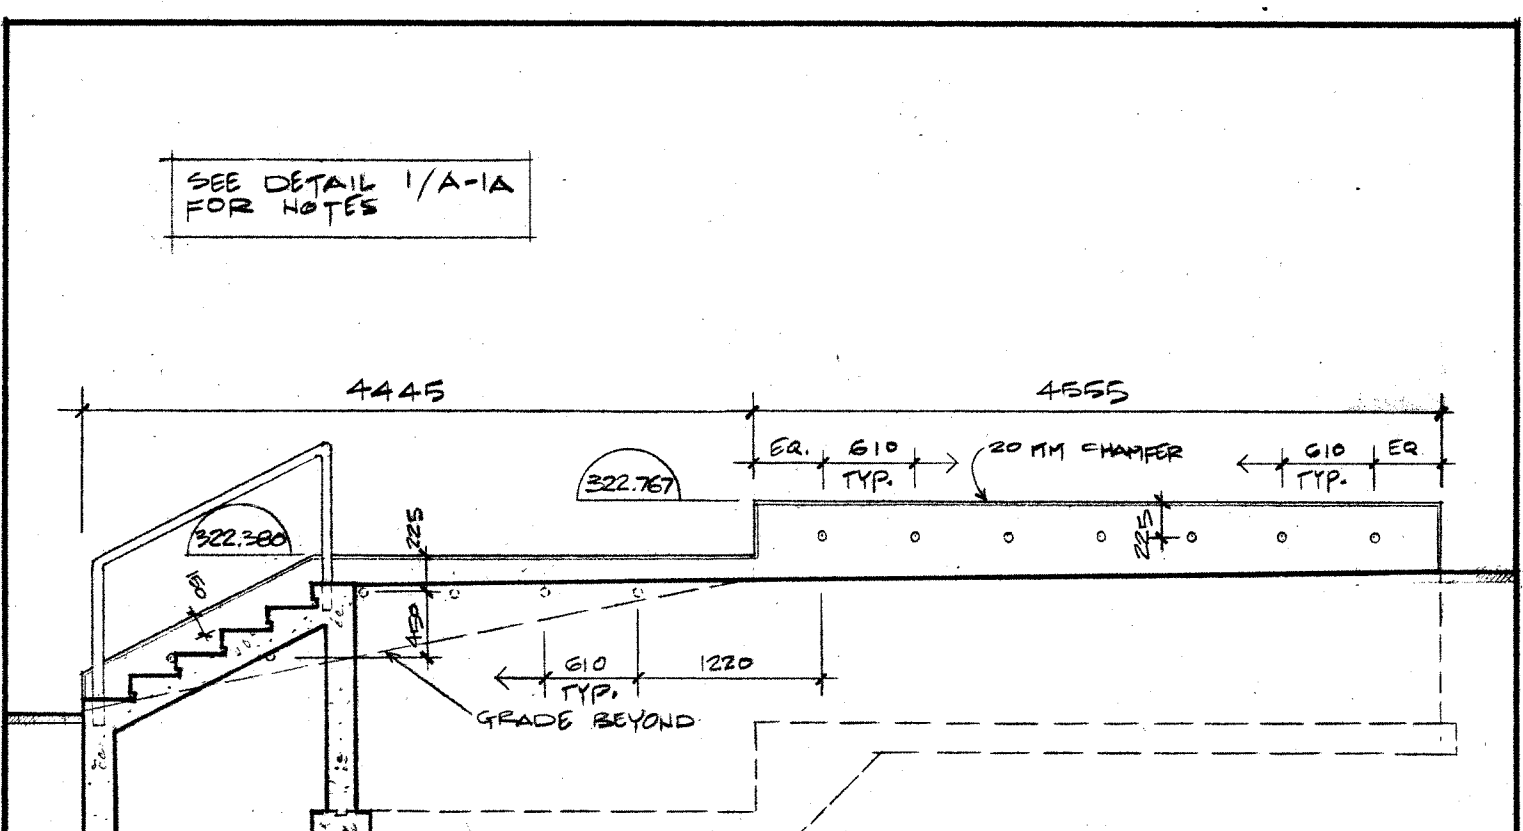 SEE DETAIL 1/A-1A
FOR NOTES
4445
4555
EQ.
610
TYP.
20 MM CHAMFER
610
TYP.
EQ
322.767
322.380
225
225
150
450
610
TYP.
1220
GRADE BEYOND